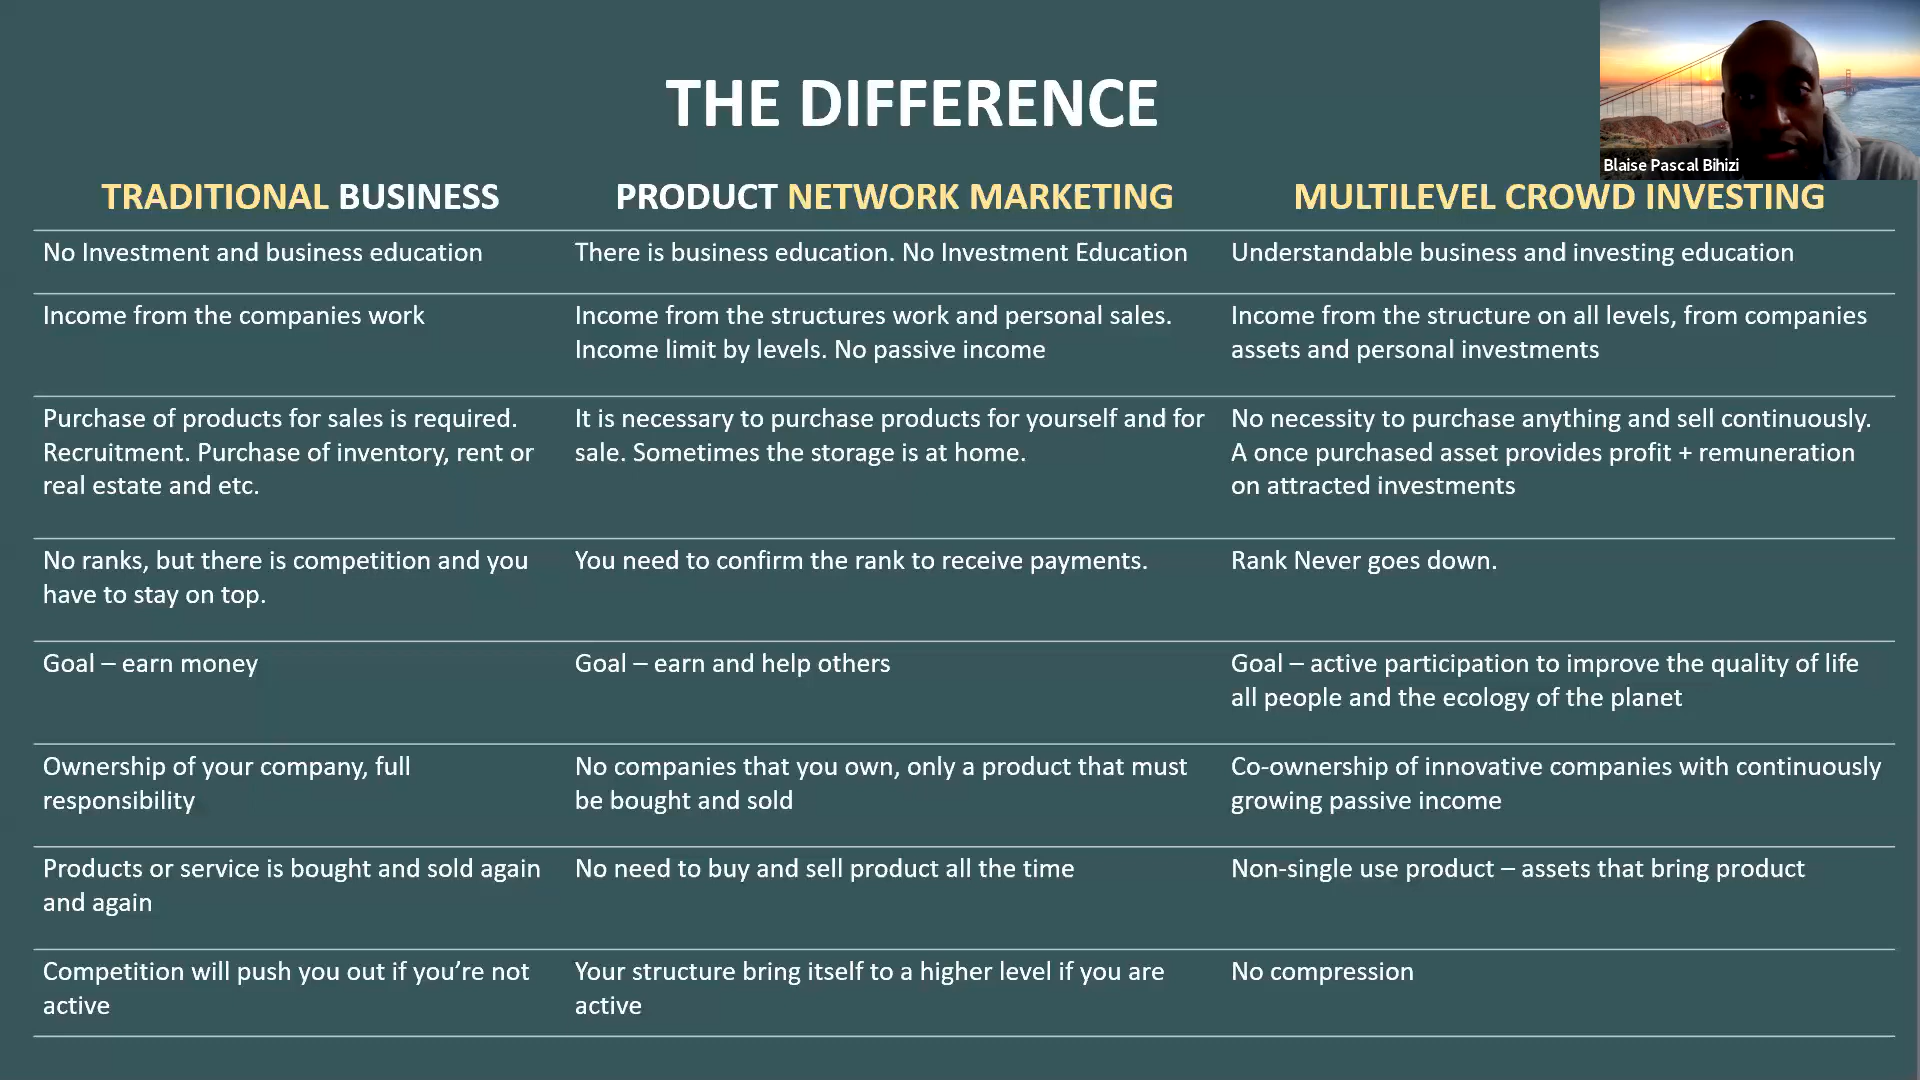 THE DIFFERENCE
Blaise Pascal Bihizi
TRADITIONAL BUSINESS
PRODUCT NETWORK MARKETING
MULTILEVEL CROWD INVESTING
No Investment and business education
There is business education. No Investment Education
Understandable business and investing education
Income from the companies work
Income from the structures work and personal sales.
Income limit by levels. No passive income
Income from the structure on all levels, from companies
assets and personal investments
Purchase of products for sales is required.
Recruitment. Purchase of inventory, rent or
real estate and etc.
It is necessary to purchase products for yourself and for
sale. Sometimes the storage is at home.
No necessity to purchase anything and sell continuously.
A once purchased asset provides profit + remuneration
on attracted investments
No ranks, but there is competition and you
have to stay on top.
You need to confirm the rank to receive payments.
Rank Never goes down.
Goal – earn money
Goal – earn and help others
Goal – active participation to improve the quality of life
all people and the ecology of the planet
Ownership of your company, full
responsibility
No companies that you own, only a product that must
be bought and sold
Co-ownership of innovative companies with continuously
growing passive income
Products or service is bought and sold again
and again
No need to buy and sell product all the time
Non-single use product – assets that bring product
Competition will push you out if you’re not
active
Your structure bring itself to a higher level if you are
active
No compression